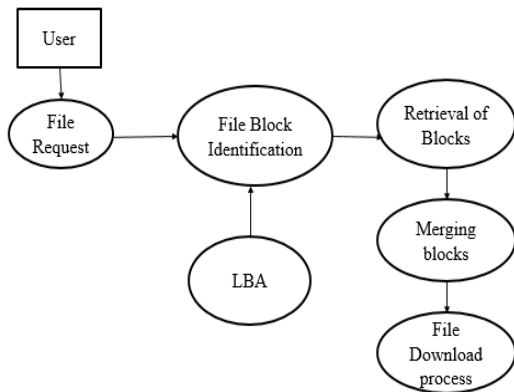 User
File
Request
File Block
Identification
Retrieval of
Blocks
LBA
Merging
blocks
File
Download
process